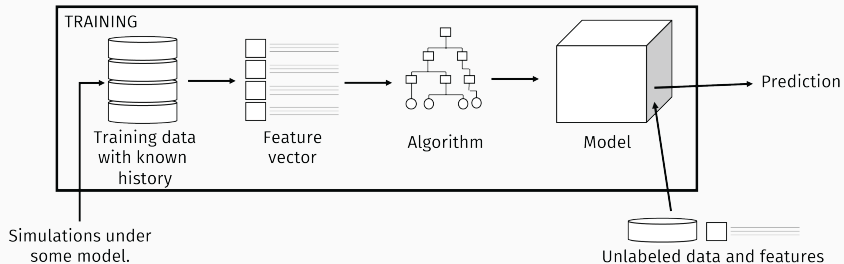 TRAINING
Training data
with known
history
Feature
vector
Algorithm
Model
Prediction
Simulations under
some model.
Unlabeled data and features